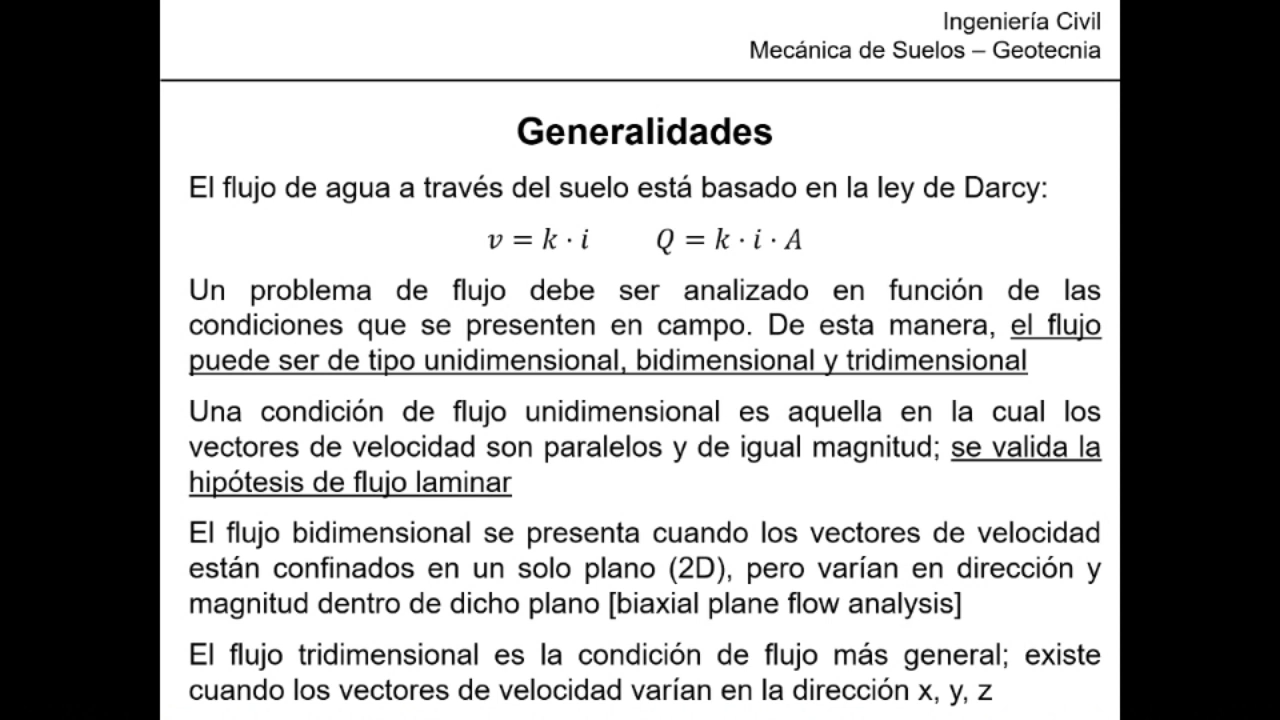 Ingeniería Civil
Mecánica de Suelos – Geotecnia
Generalidades
El flujo de agua a través del suelo está basado en la ley de Darcy:
v = k · i Q = k · i · A
Un problema de flujo debe ser analizado en función de las
condiciones que se presenten en campo. De esta manera, el flujo
puede ser de tipo unidimensional, bidimensional y tridimensional
Una condición de flujo unidimensional es aquella en la cual los
vectores de velocidad son paralelos y de igual magnitud; se valida la
hipótesis de flujo laminar
El flujo bidimensional se presenta cuando los vectores de velocidad
están confinados en un solo plano (2D), pero varían en dirección y
magnitud dentro de dicho plano [biaxial plane flow analysis]
El flujo tridimensional es la condición de flujo más general; existe
cuando los vectores de velocidad varían en la dirección x, y, z